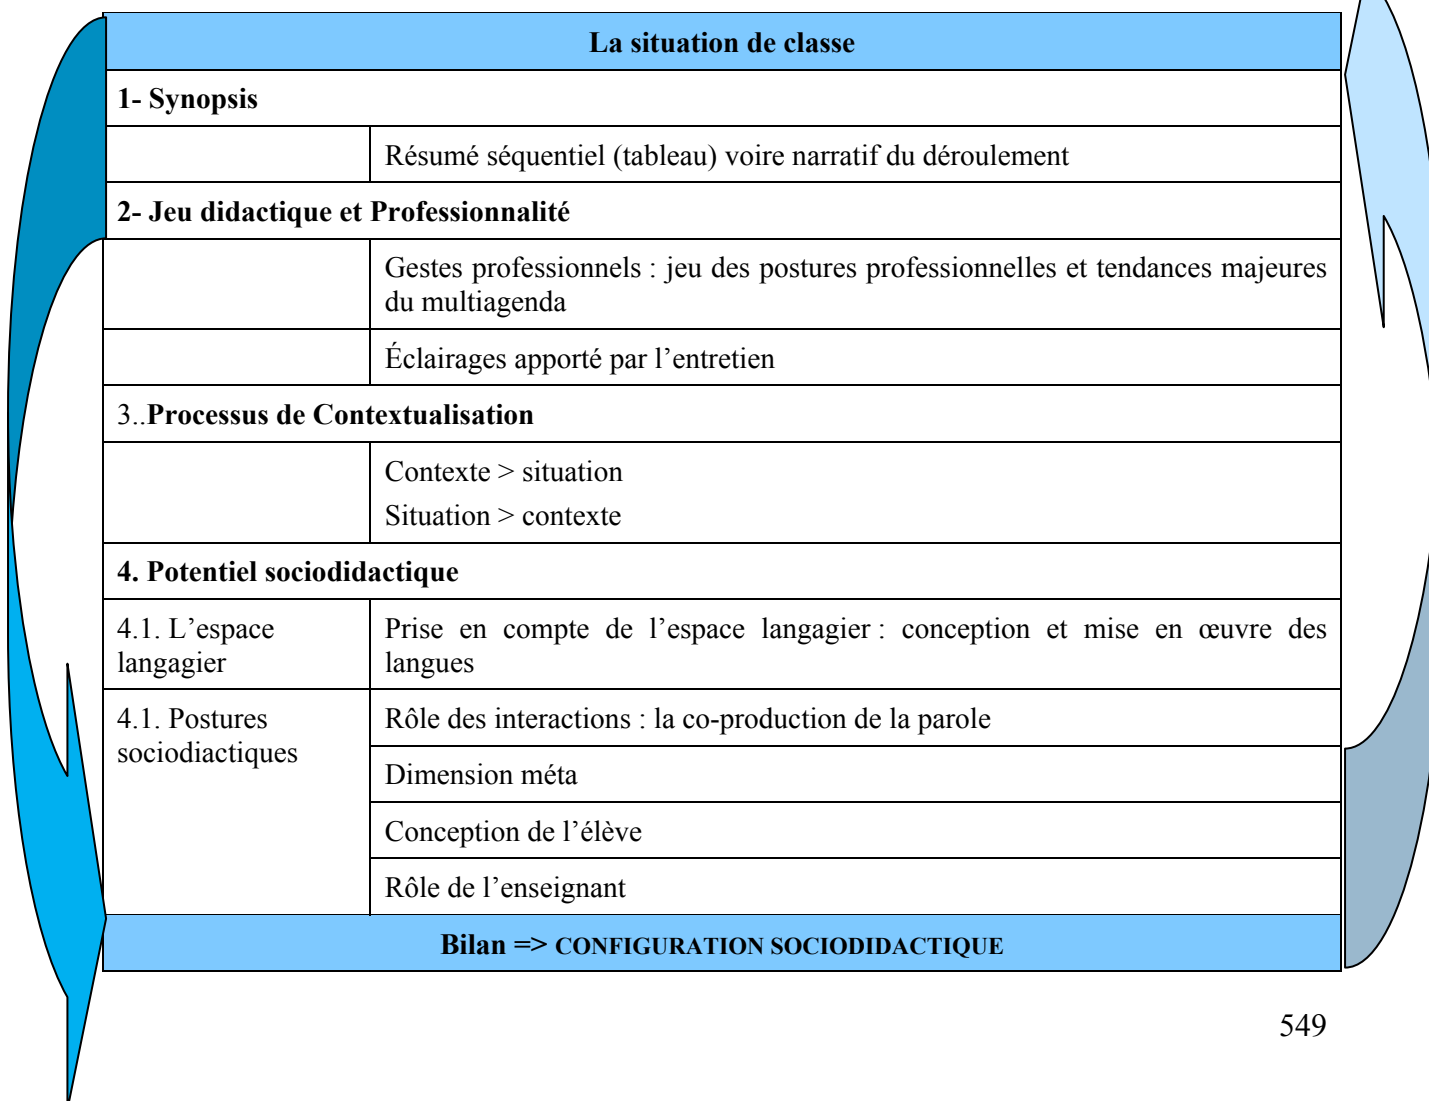 La situation de classe
1- Synopsis
Résumé séquentiel (tableau) voire narratif du déroulement
2- Jeu didactique et Professionnalité
Gestes professionnels : jeu des postures professionnelles et tendances majeures
du multiagenda
Éclairages apporté par l’entretien
3..Processus de Contextualisation
Contexte > situation
Situation > contexte
4. Potentiel sociodidactique
4.1. L’espace
langagier
Prise en compte de l’espace langagier : conception et mise en œuvre des
langues
4.1. Postures
sociodiactiques
Rôle des interactions : la co-production de la parole
Dimension méta
Conception de l’élève
Rôle de l’enseignant
Bilan => CONFIGURATION SOCIODIDACTIQUE
549